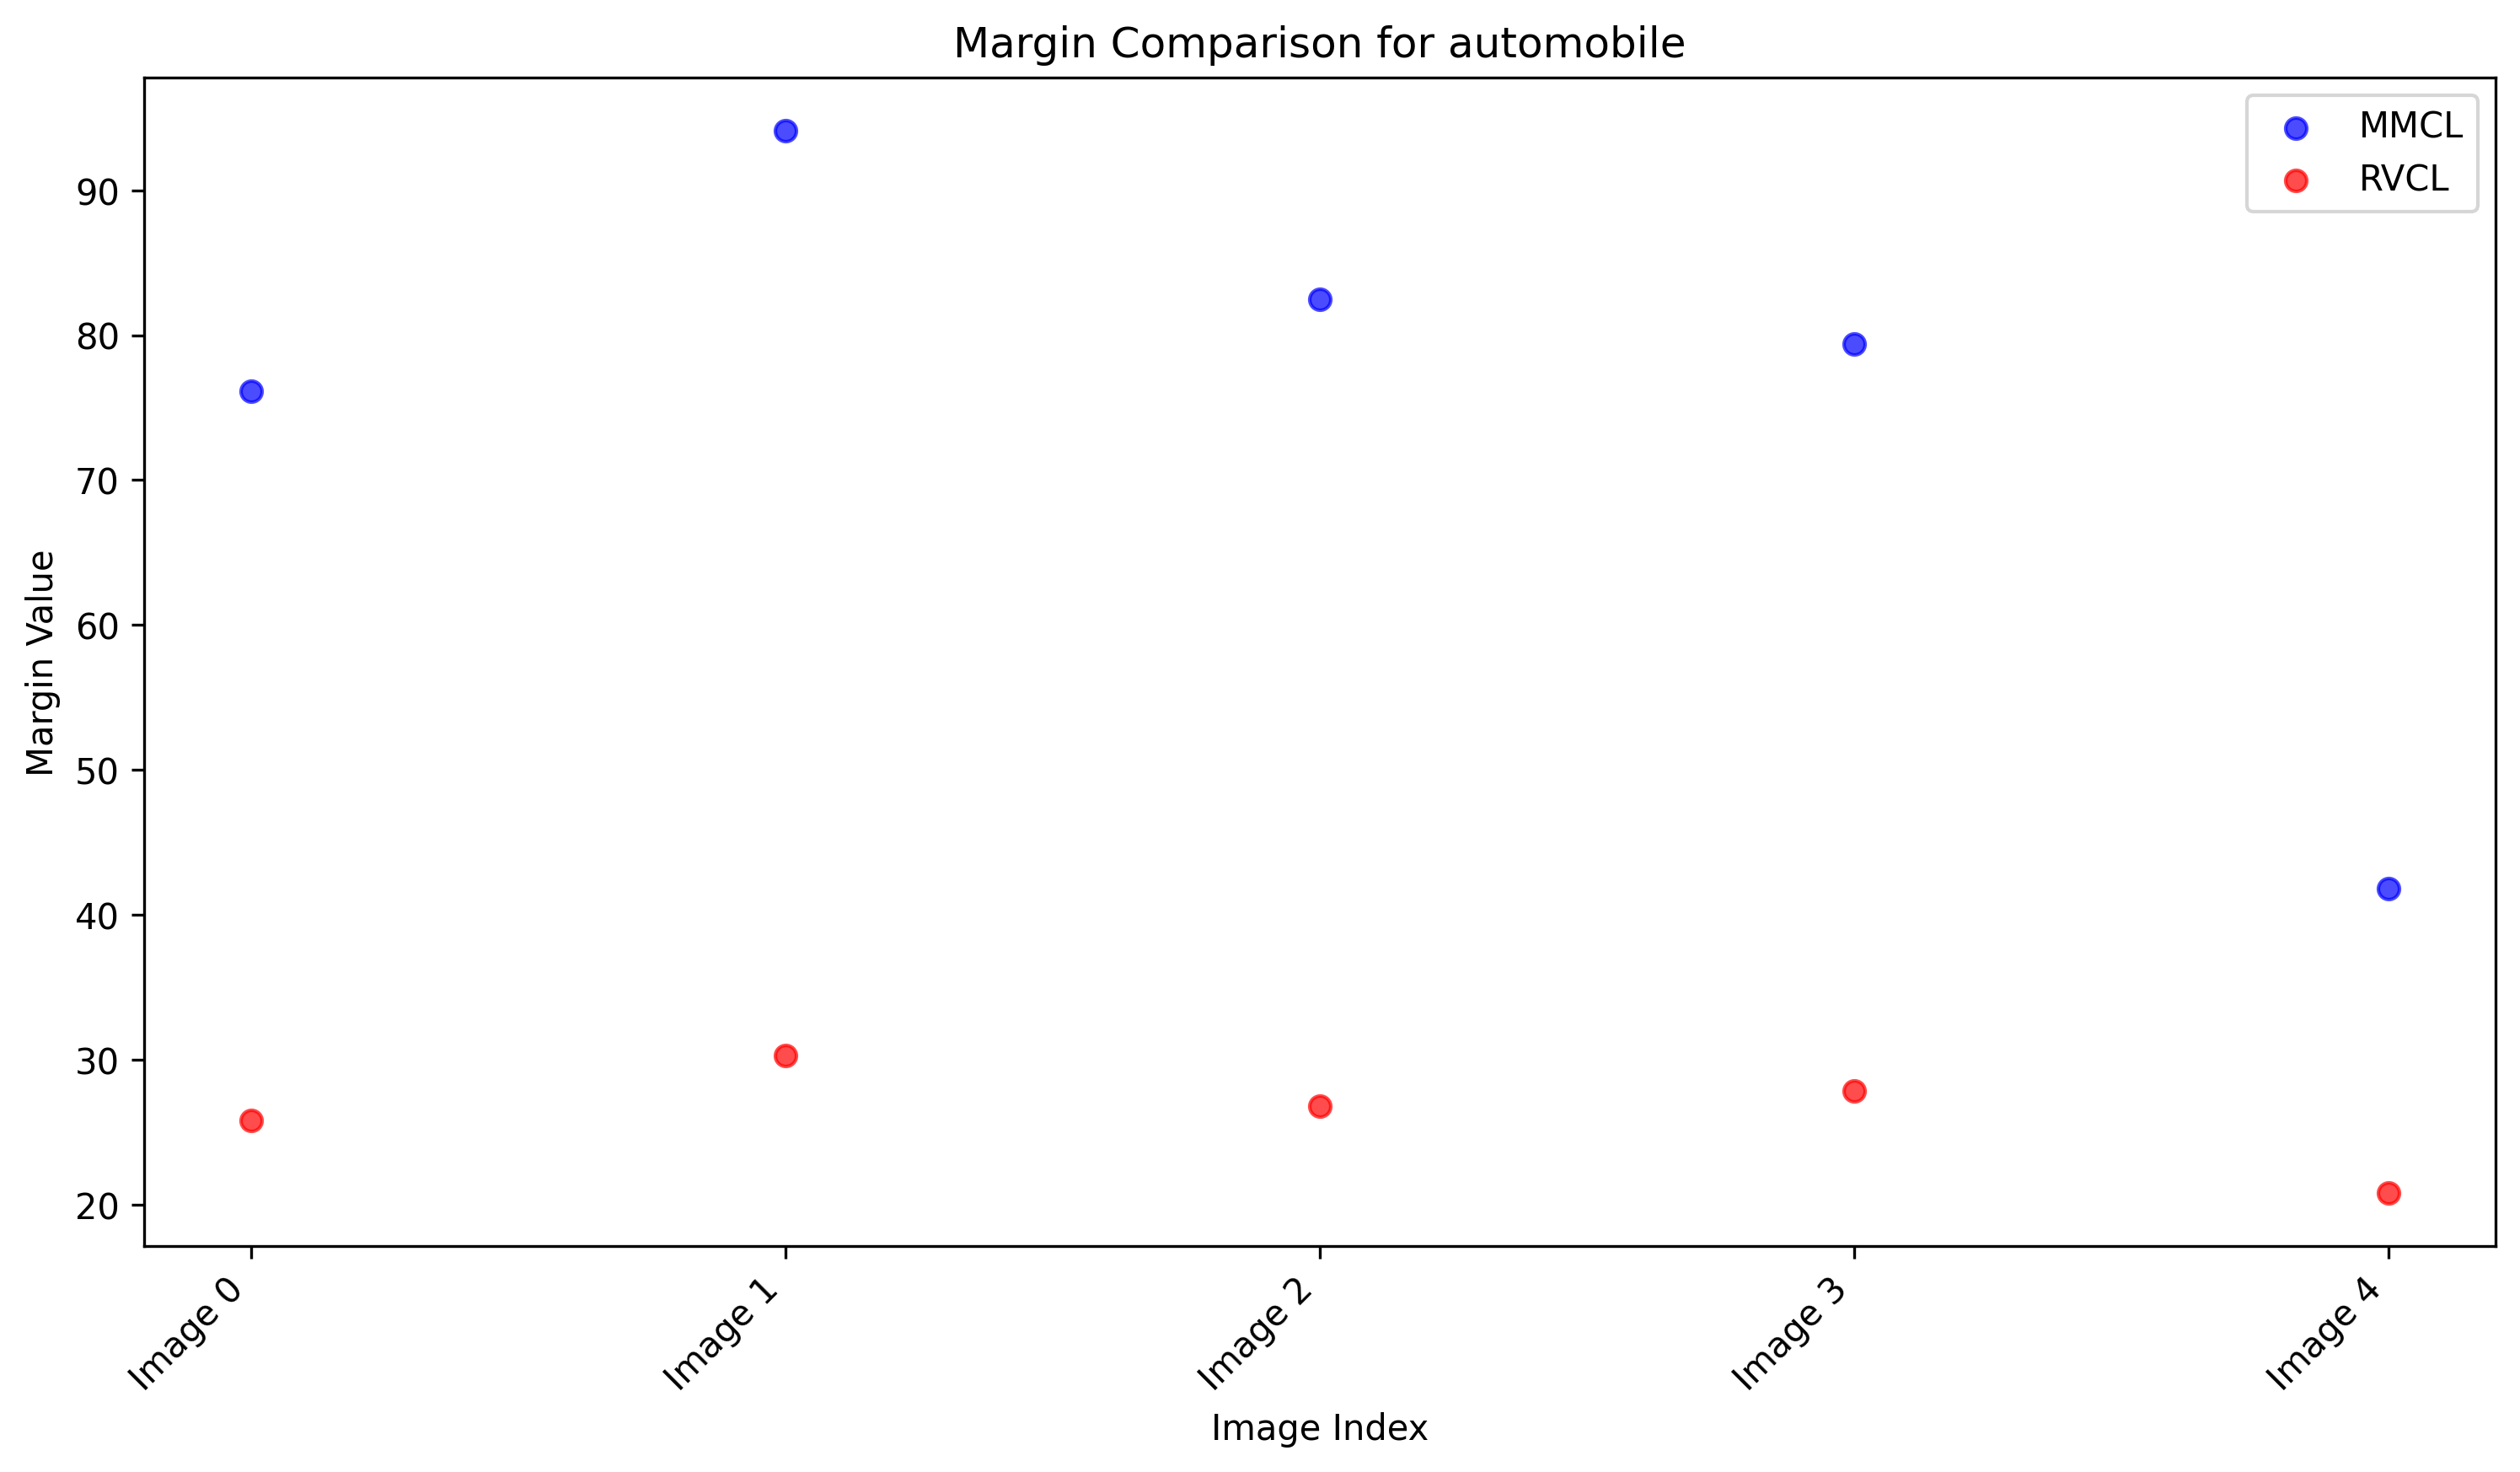 Margin Comparison for automobile
MMCL
RVCL
Margin Value
90
80
70
60
50
40
30
20
Image 0
Image 1
Image 2
Image 3
Image 4
Image Index